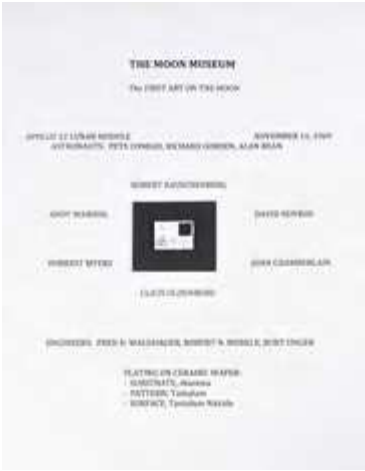 THE MOON MUSEUM
The FIRST ART ON THE MOON
APOLLO 12 LUNAR MODULE NOVEMBER 14, 1969
ASTRONAUTS: PETE CONRAD, RICHARD GORDON, ALAN BEAN
ROBERT RAUSCHENBERG
ANDY WARHOL DAVID NOVROS
FORREST MYERS JOHN CHAMBERLAIN
CLAES OLDENBURG
ENGINEERS: FRED WALDHAUER, ROBERT MERKLE, BURT UNGER
PLATING ON CERAMIC WAFER:
- SUBSTRATE, Alumina
- PATTERN, Tantalum
- SURFACE, Tantalum Nitride